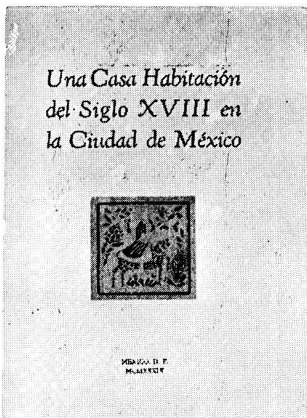 Una Casa Habitación
del Siglo XVIII en
la Ciudad de México
MEXICO, D. F.